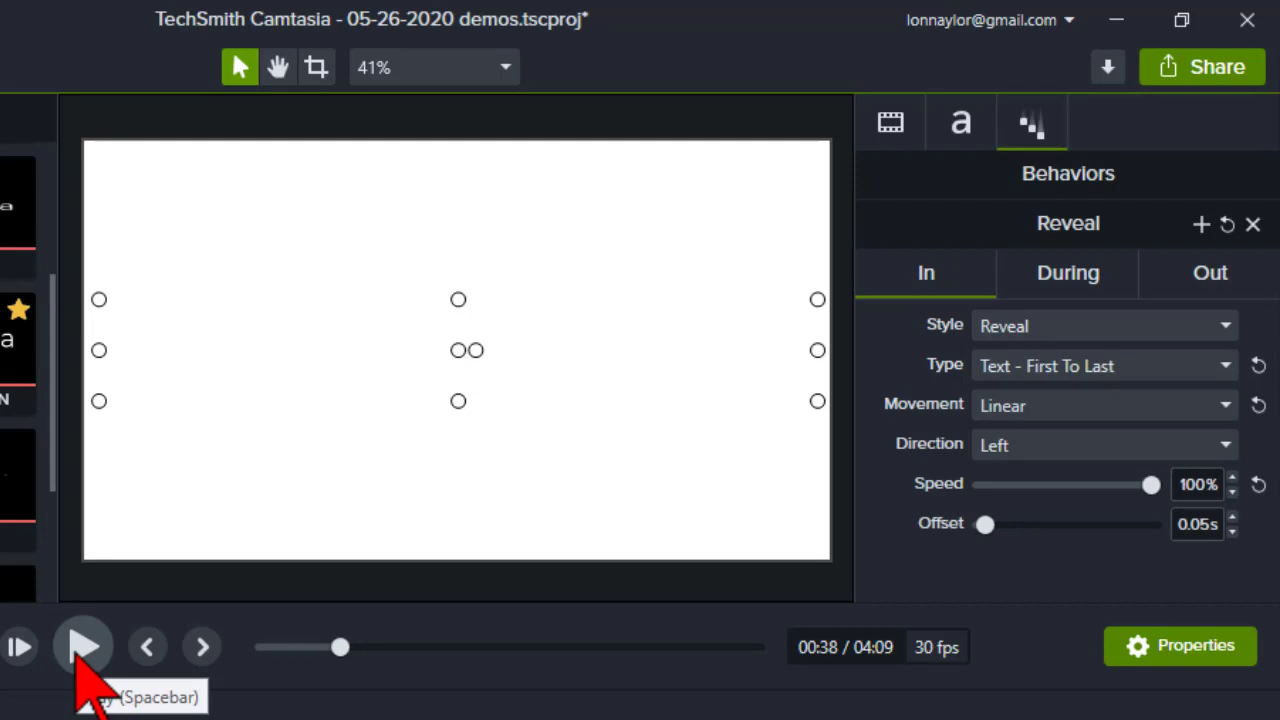 TechSmith Camtasia - 05-26-2020 demos.tscproj*
lonnaylor@gmail.com
41%
Share
a
Behaviors
Reveal
In
During
Out
Style
Reveal
Type
Text - First To Last
Movement
Linear
Direction
Left
Speed
100%
Offset
0.05s
a
a
N
00:38 / 04:09
30 fps
Properties
(Spacebar)